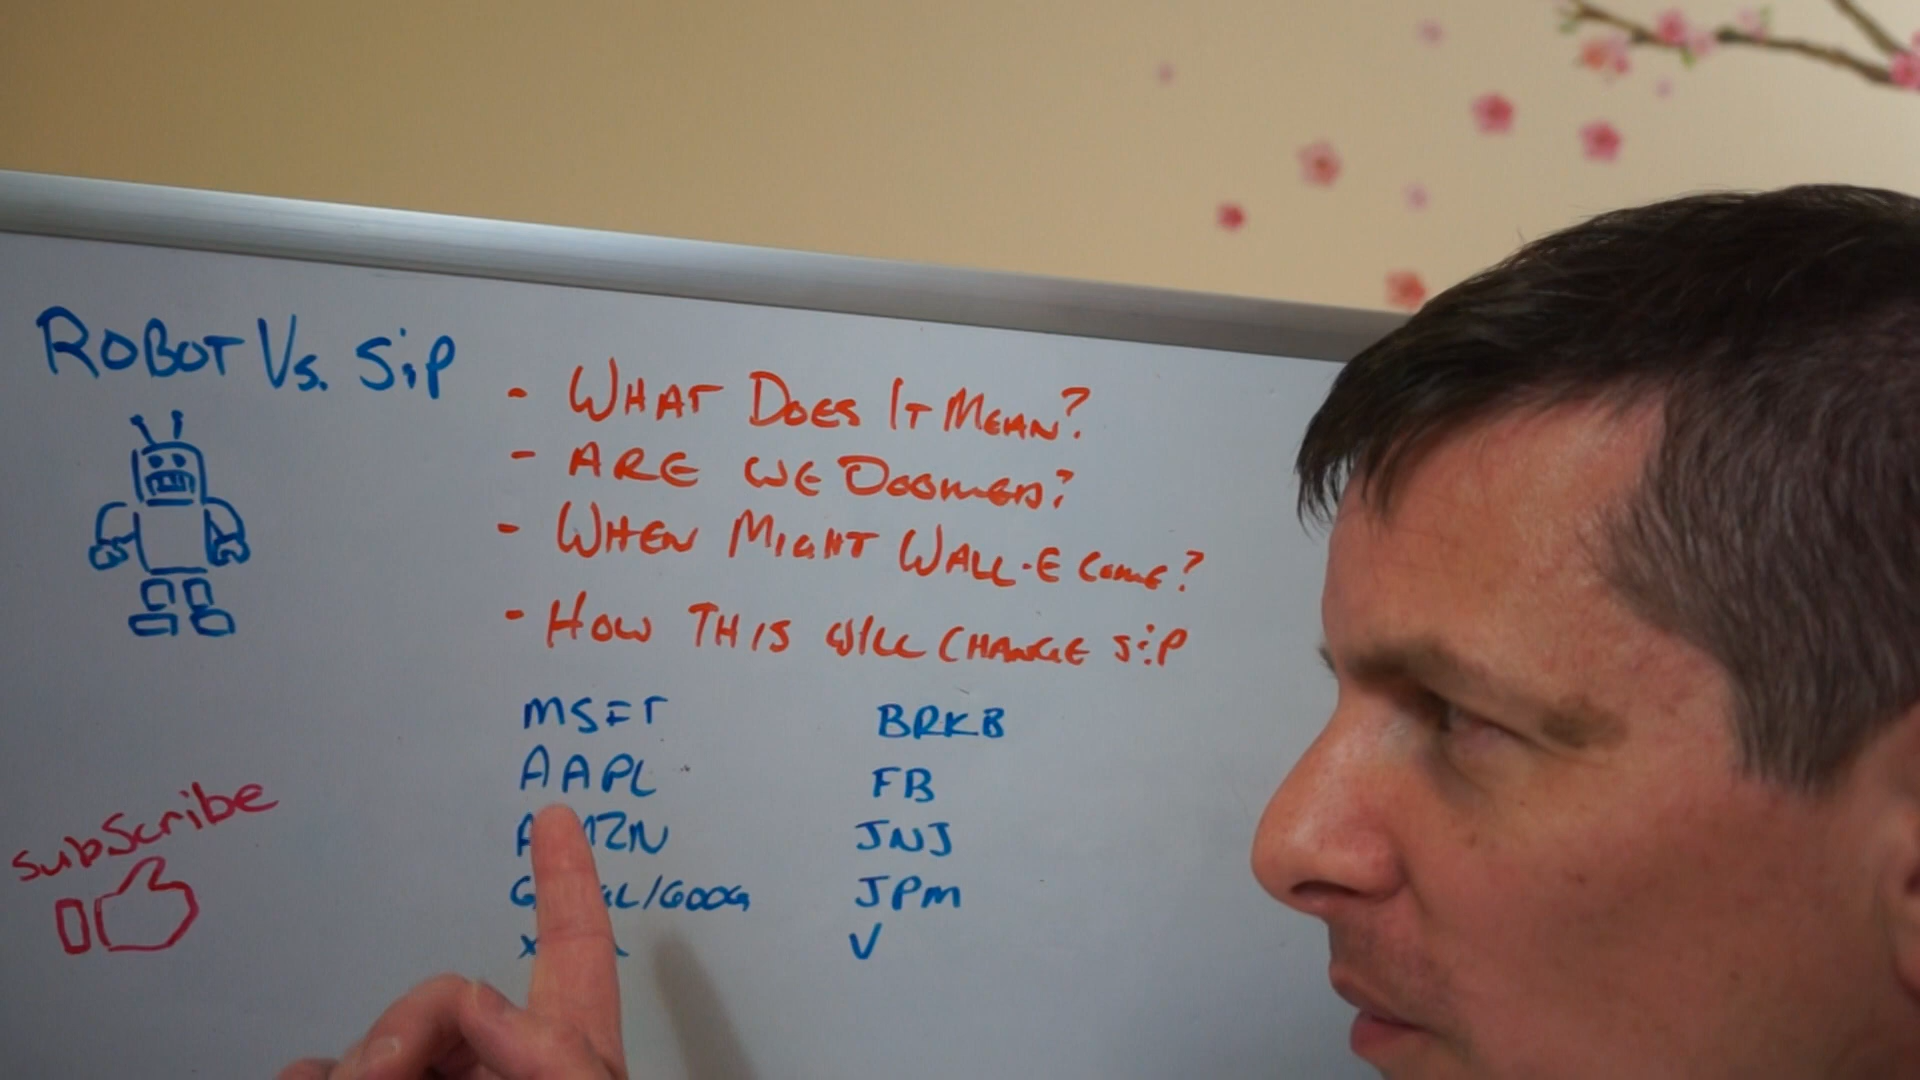 ROBOT Vs. SiP
- WHAT DOES IT MEAN?
- ARE WE DOOMED?
- WHEN MIGHT WALL-E COME?
- HOW THIS WILL CHANGE SiP
MSFT
AAPL
GOOG
BRKB
FB
JNJ
JPM
V
SubScribe